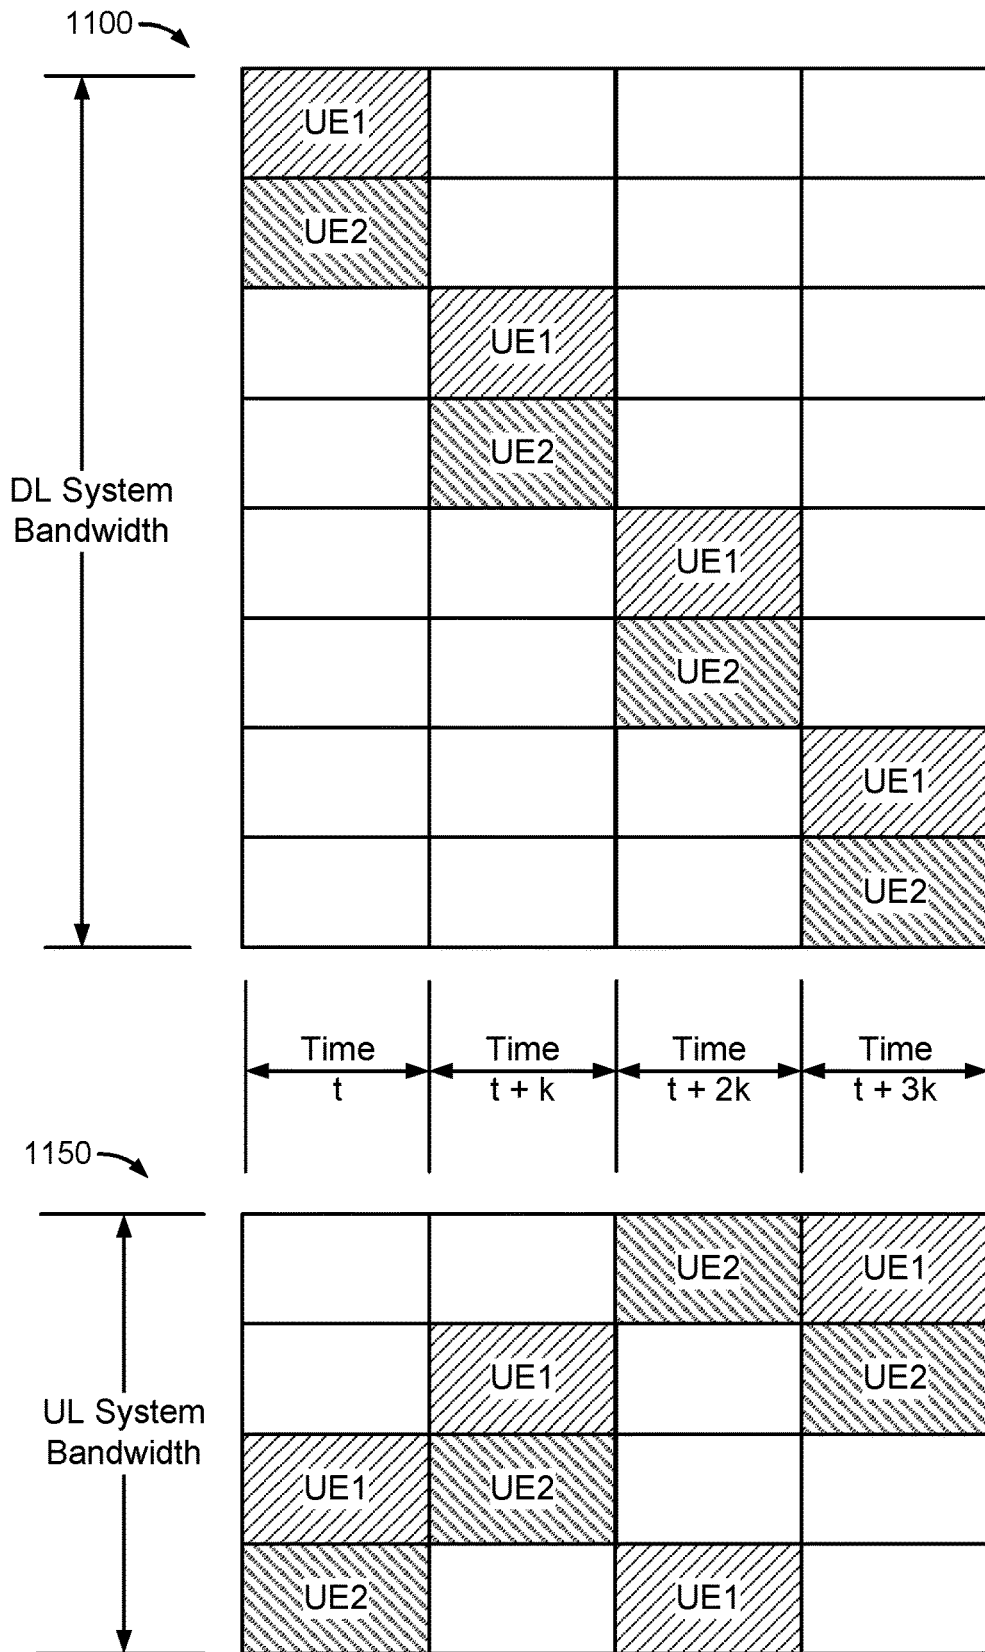 1100
UE1
UE2
UE1
UE2
DL System
Bandwidth
UE1
UE2
UE1
UE2
Time
t
Time
t + k
Time
t + 2k
Time
t + 3k
1150
UE2
UE1
UE1
UE2
UL System
Bandwidth
UE1
UE2
UE2
UE1